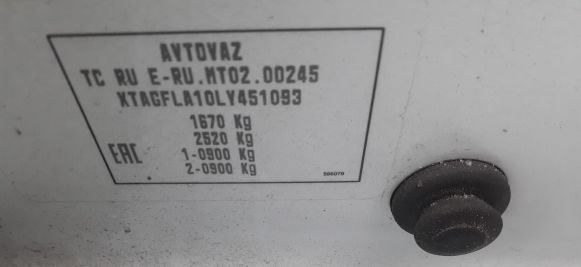 AVTOVAZ
TC RU E-RU.MT02.00245
XTAGFLA10LY451093
1670 Kg
2520 Kg
EAC 1-0900 Kg
2-0900 Kg